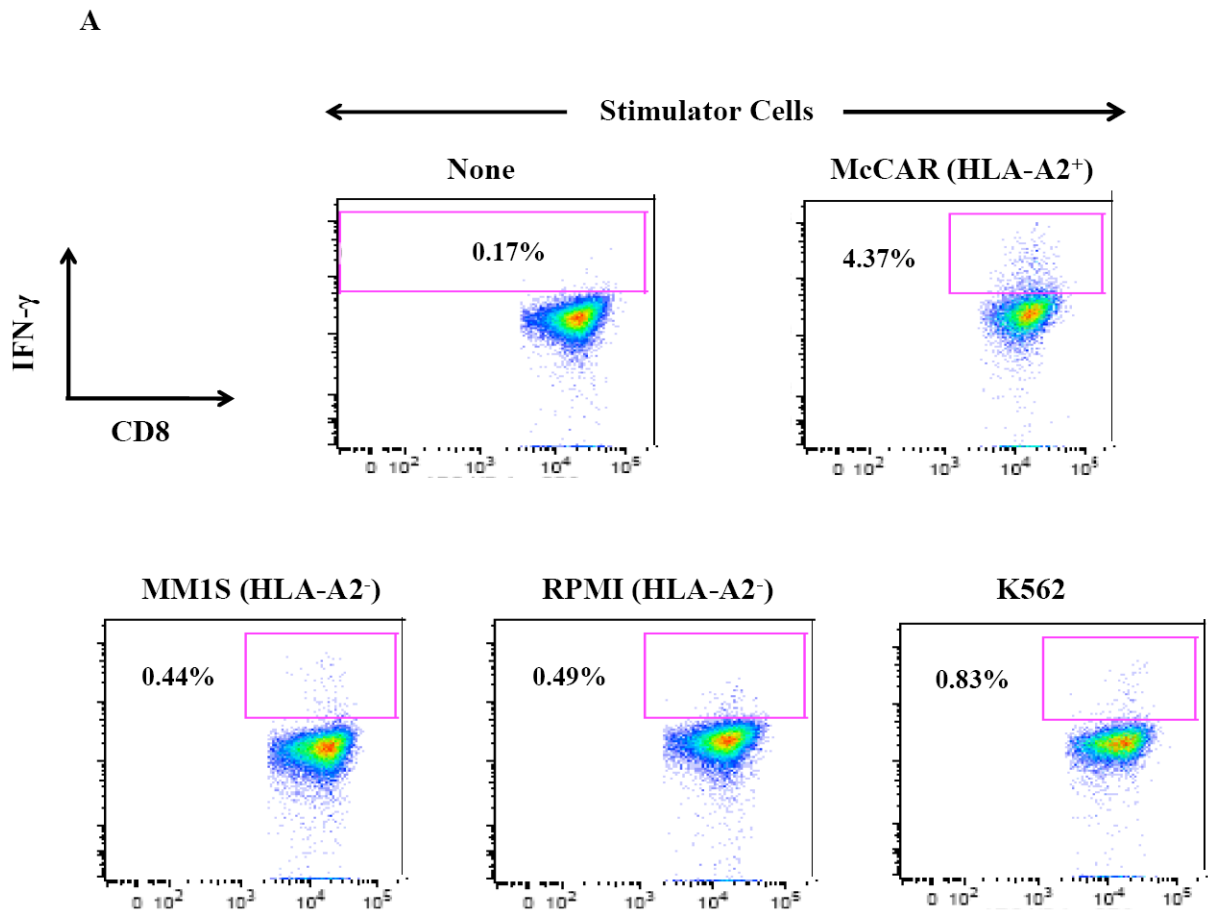 A
Stimulator Cells
None
McCAR (HLA-A2⁺)
0.17%
4.37%
IFN-γ
CD8
0 10² 10³ 10⁴ 10⁵
0 10² 10³ 10⁴ 10⁵
MM1S (HLA-A2⁻)
RPMI (HLA-A2⁻)
K562
0.44%
0.49%
0.83%
0 10² 10³ 10⁴ 10⁵
0 10² 10³ 10⁴ 10⁵
0 10² 10³ 10⁴ 10⁵